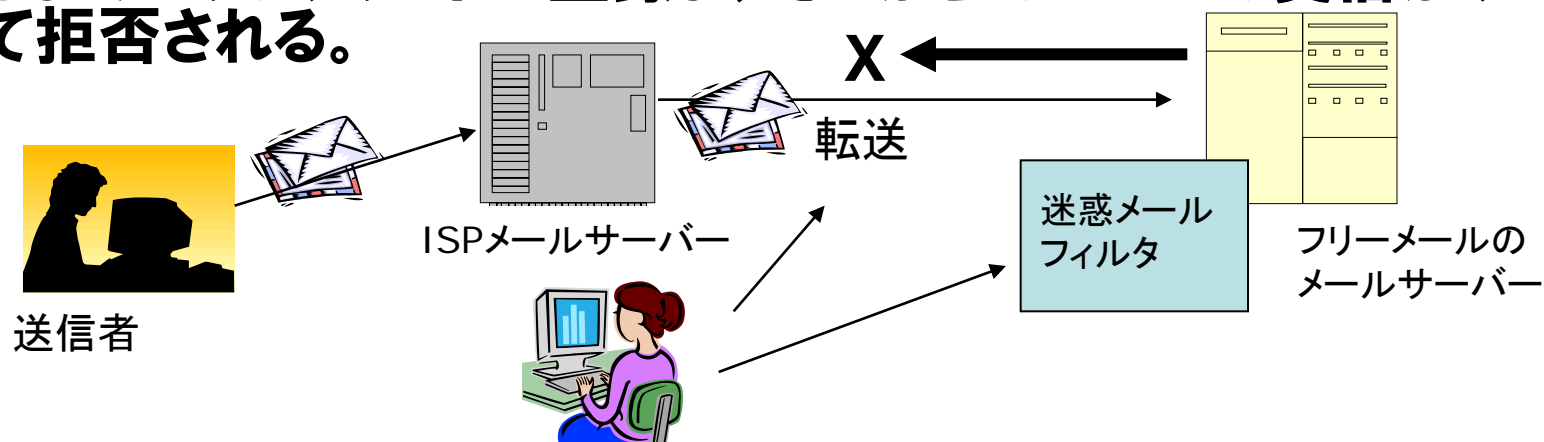 て拒否される。
X
転送
ISPメールサーバー
迷惑メール
フィルタ
フリーメールの
メールサーバー
送信者